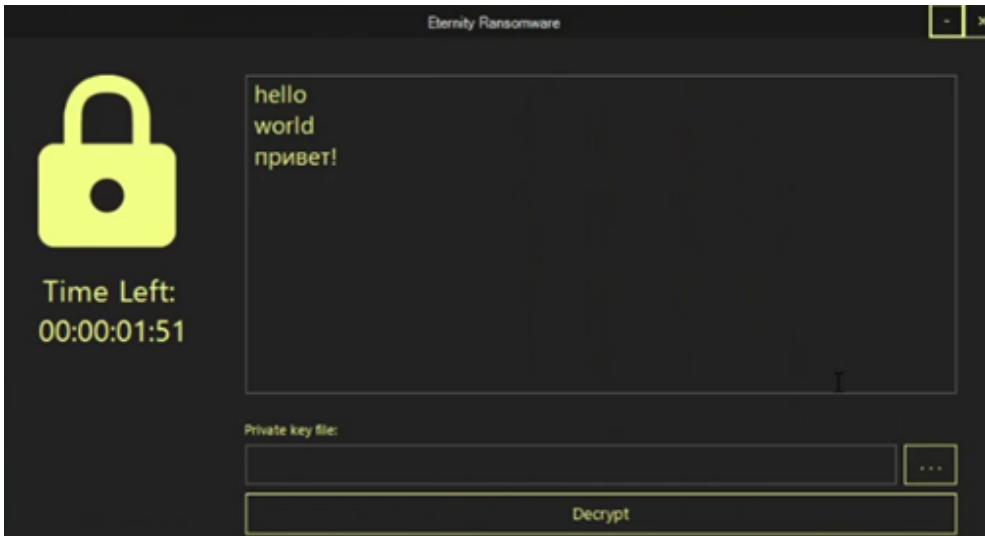 Eternity Ransomware
hello
world
привет!
Time Left:
00:00:01:51
Private key file:
...
Decrypt